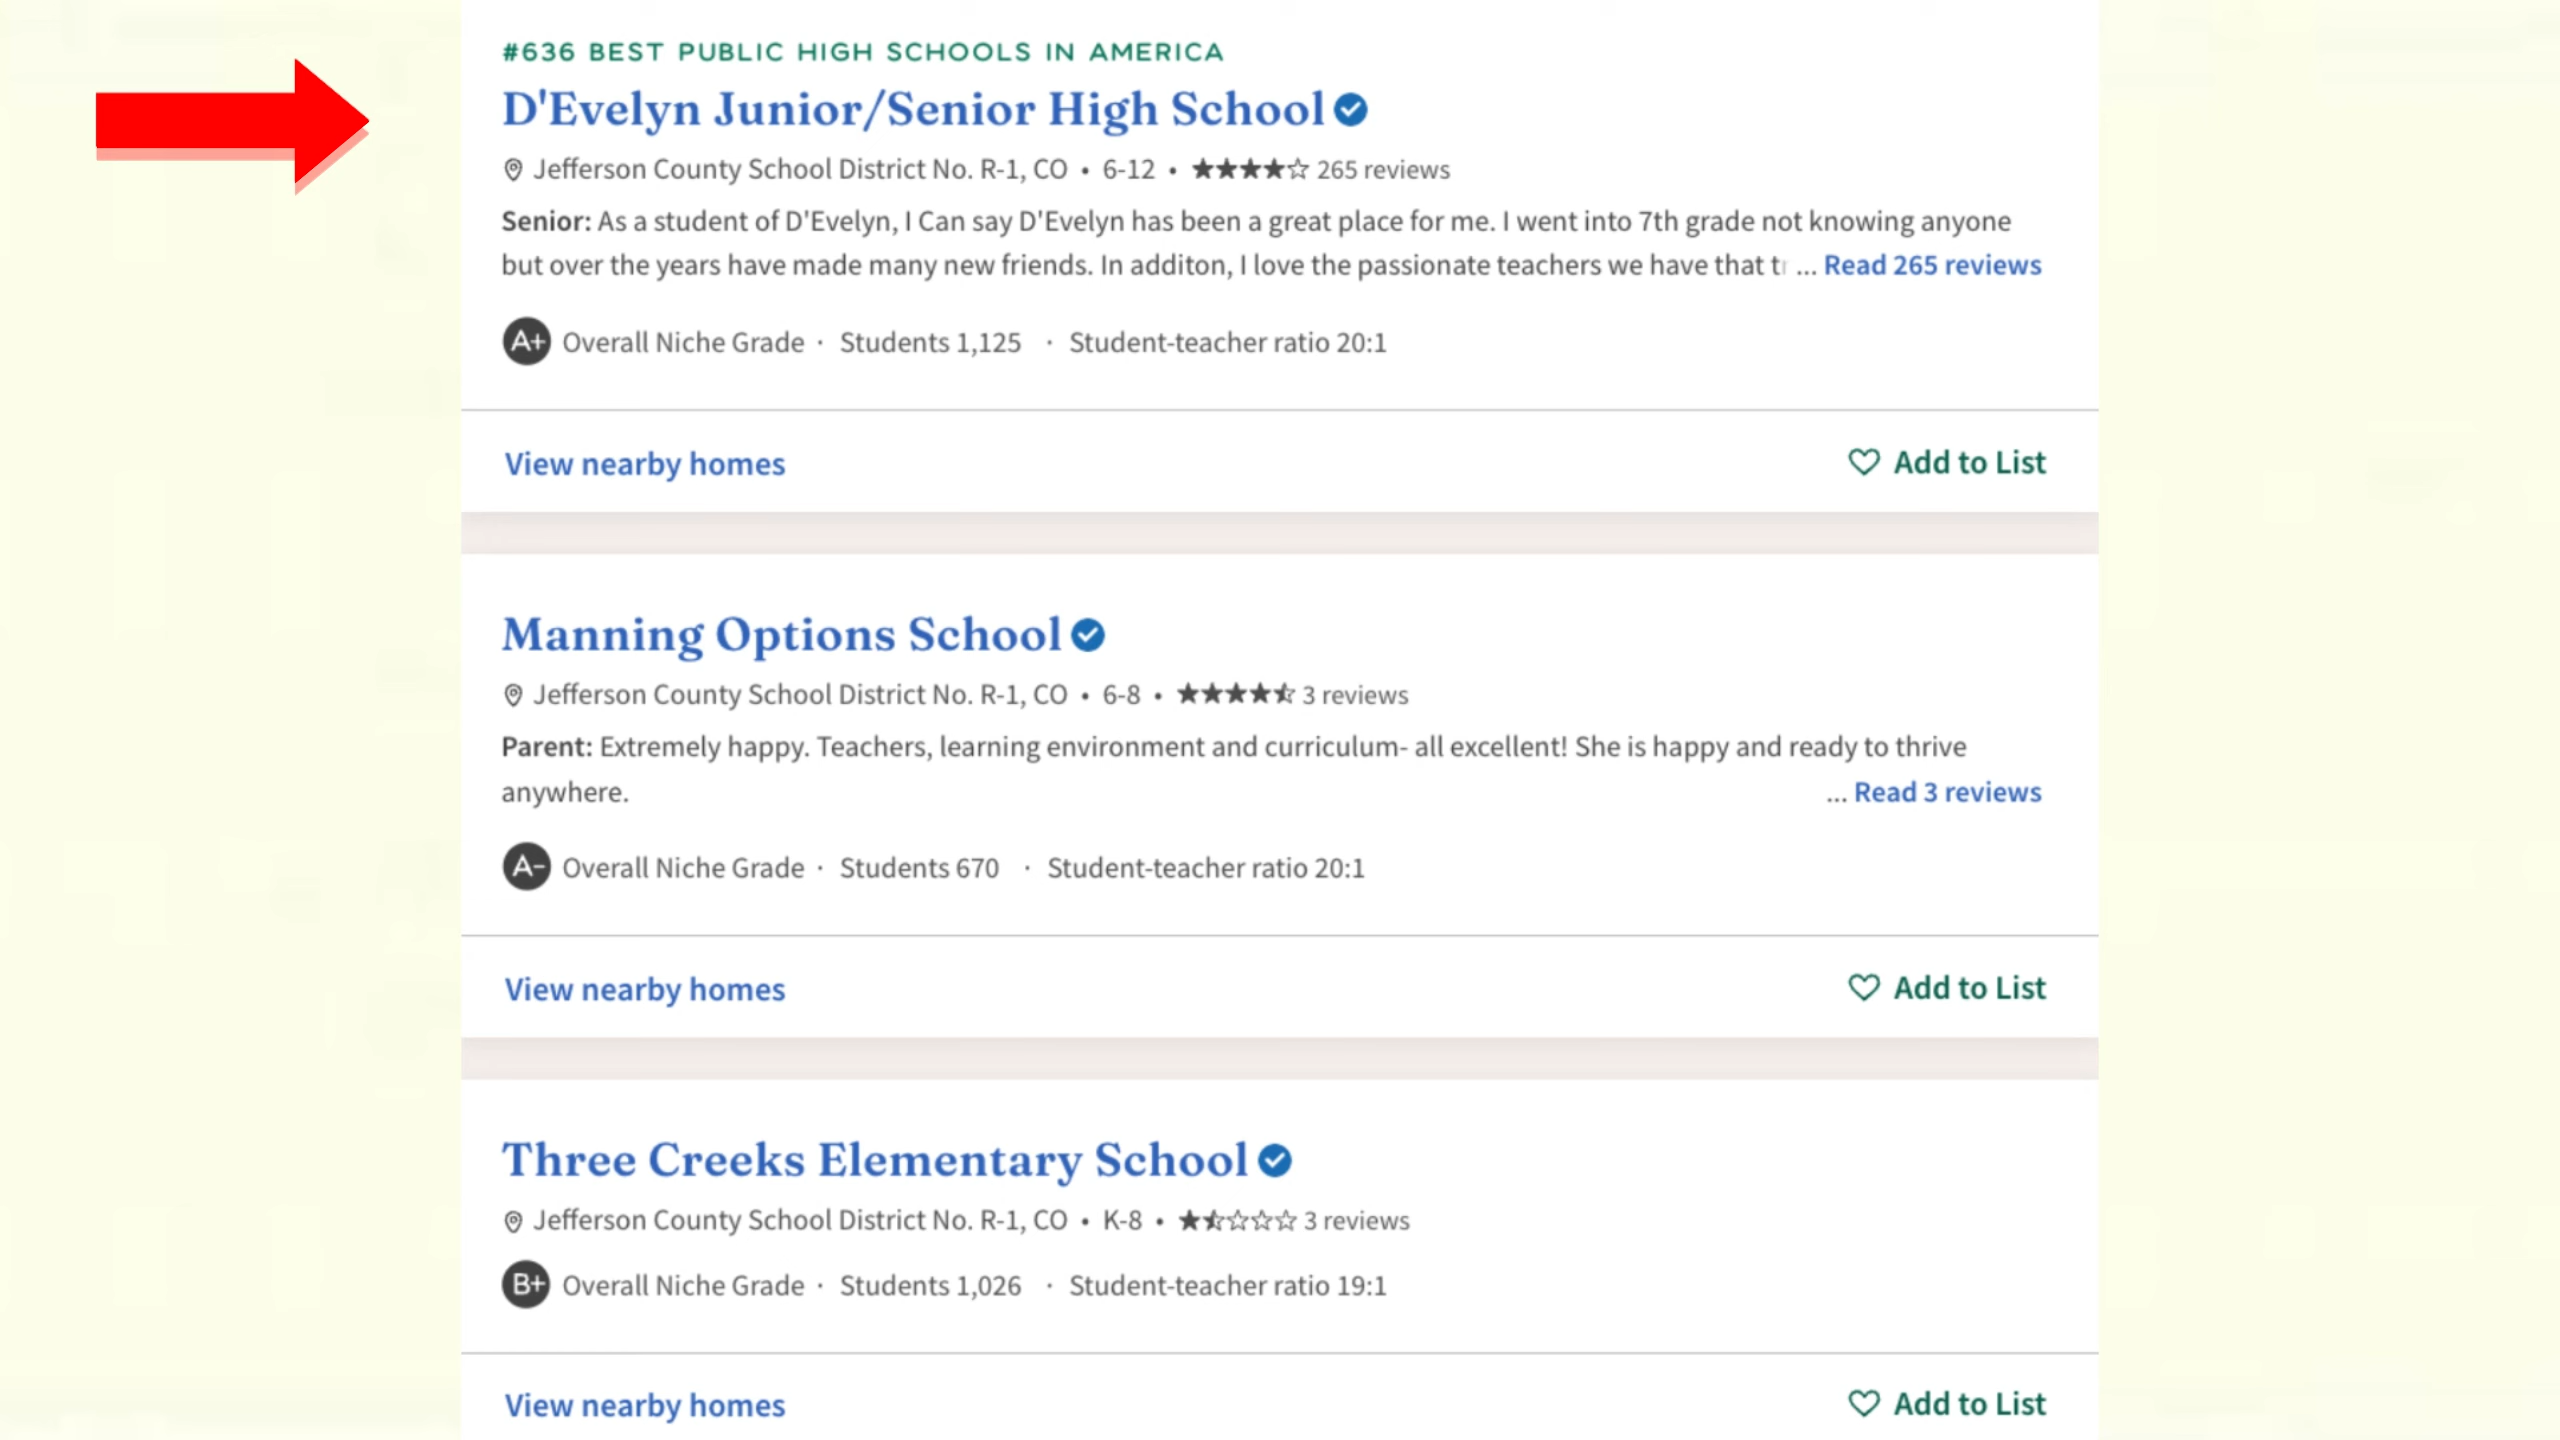 #636 BEST PUBLIC HIGH SCHOOLS IN AMERICA
D'Evelyn Junior/Senior High School
Jefferson County School District No. R-1, CO • 6-12 • ★★★★☆ 265 reviews
Senior: As a student of D'Evelyn, I Can say D'Evelyn has been a great place for me. I went into 7th grade not knowing anyone
but over the years have made many new friends. In additon, I love the passionate teachers we have that t ... Read 265 reviews
A+ Overall Niche Grade · Students 1,125 · Student-teacher ratio 20:1
View nearby homes
Add to List
Manning Options School
Jefferson County School District No. R-1, CO • 6-8 • 3 reviews
Parent: Extremely happy. Teachers, learning environment and curriculum- all excellent! She is happy and ready to thrive
anywhere. ... Read 3 reviews
A- Overall Niche Grade · Students 670 · Student-teacher ratio 20:1
View nearby homes
Add to List
Three Creeks Elementary School
Jefferson County School District No. R-1, CO • K-8 • 3 reviews
B+ Overall Niche Grade · Students 1,026 · Student-teacher ratio 19:1
View nearby homes
Add to List